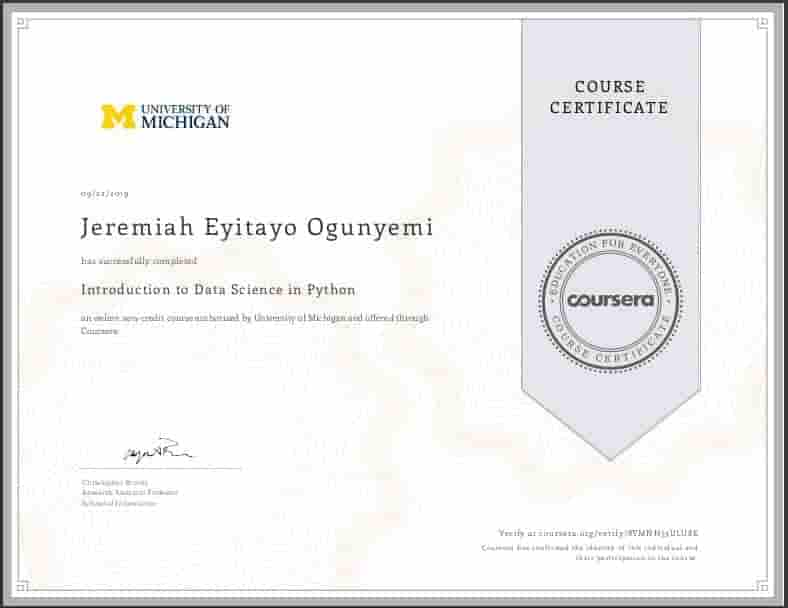 UNIVERSITY OF
MICHIGAN
COURSE
CERTIFICATE
09/22/2019
Jeremiah Eyitayo Ogunyemi
has successfully completed
Introduction to Data Science in Python
an online non-credit course authorized by University of Michigan and offered through
Coursera
EDUCATION FOR EVERYONE
coursera
COURSE CERTIFICATE
Christopher Brooks
Research Assistant Professor
School of Information
Verify at coursera.org/verify/
Coursera has confirmed the identity of this individual and
their participation in the course.